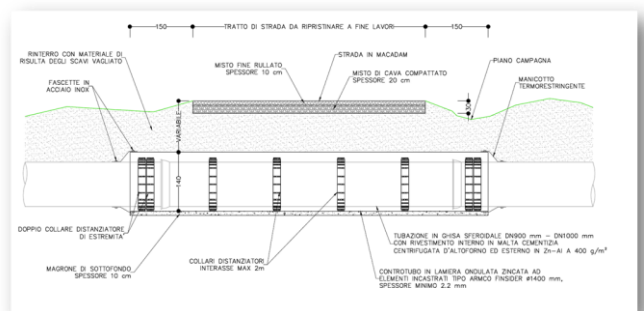 150
TRATTO DI STRADA DA RIPRISTINARE A FINE LAVORI
150
RINTERRO CON MATERIALE DI
RISULTA DEGLI SCAVI VAGLIATO
MISTO FINE RULLATO
SPESSORE 10 cm
STRADA IN MACADAM
PIANO CAMPAGNA
FASCETTE IN
ACCIAIO INOX
MISTO DI CAVA COMPATTATO
SPESSORE 20 cm
MANICOTTO
TERMORESTRINGENTE
VARIABILE
140
DOPPIO COLLARE DISTANZIATORE
DI ESTREMITA'
MAGRONE DI SOTTOFONDO
SPESSORE 10 cm
COLLARI DISTANZIATORI
INTERASSE MAX 2m
TUBAZIONE IN GHISA SFEROIDALE DN900 mm - DN1000 mm
CON RIVESTIMENTO INTERNO IN MALTA CEMENTIZIA
CENTRIFUGATA D'ALTOFORNO ED ESTERNO IN Zn-Al A 400 g/m²
CONTROTUBO IN LAMIERA ONDULATA ZINCATA AD
ELEMENTI INCASTRATI TIPO ARMCO FINSIDER ø1400 mm,
SPESSORE MINIMO 2.2 mm